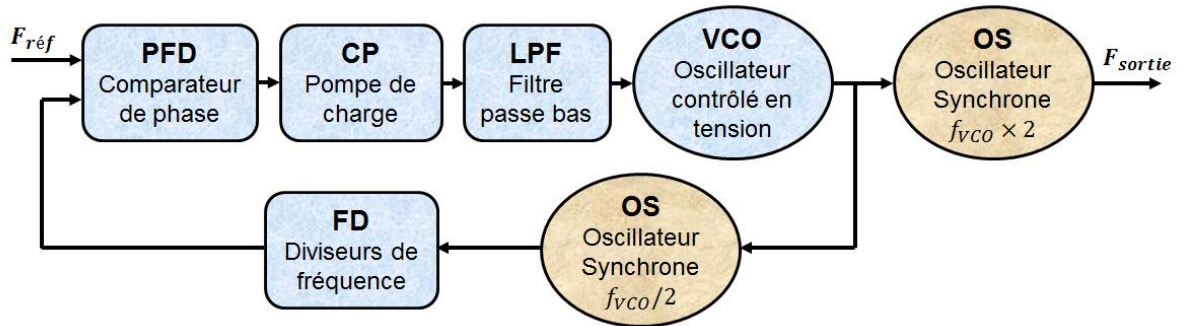 F_réf
PFD
Comparateur
de phase
CP
Pompe de
charge
LPF
Filtre
passe bas
VCO
Oscillateur
contrôlé en
tension
OS
Oscillateur
Synchrone
f_VCO × 2
F_sortie
FD
Diviseurs de
fréquence
OS
Oscillateur
Synchrone
f_VCO/2